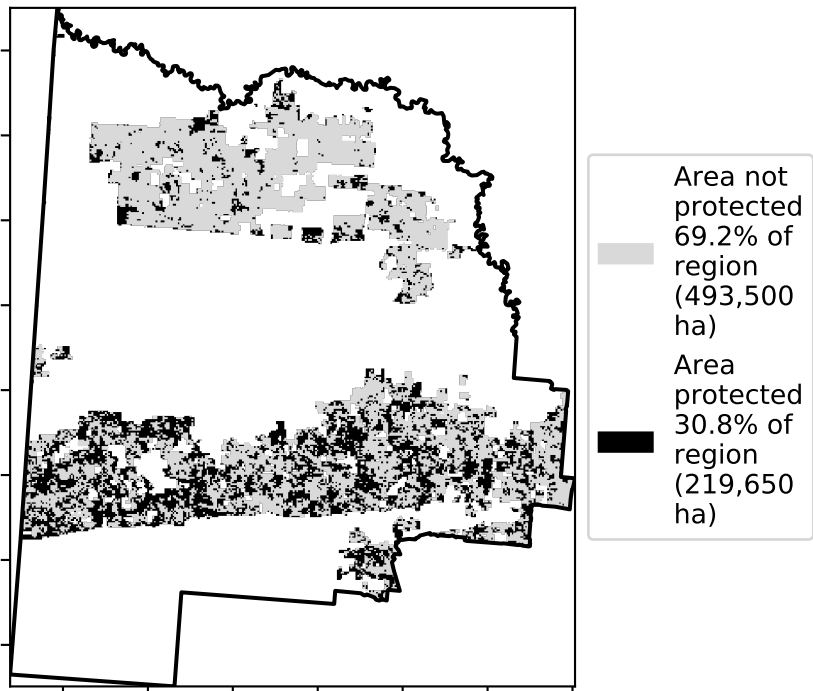 Area not
protected
69.2% of
region
(493,500
ha)
Area
protected
30.8% of
region
(219,650
ha)